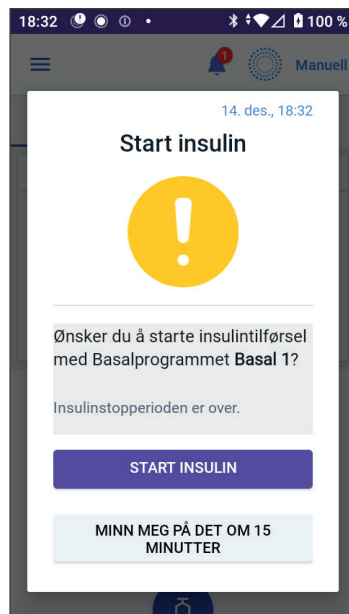 18:32 100 %
1
Manuell
14. des., 18:32
Start insulin
Ønsker du å starte insulintilførsel
med Basalprogrammet Basal 1?
Insulinstopperioden er over.
START INSULIN
MINN MEG PÅ DET OM 15
MINUTTER